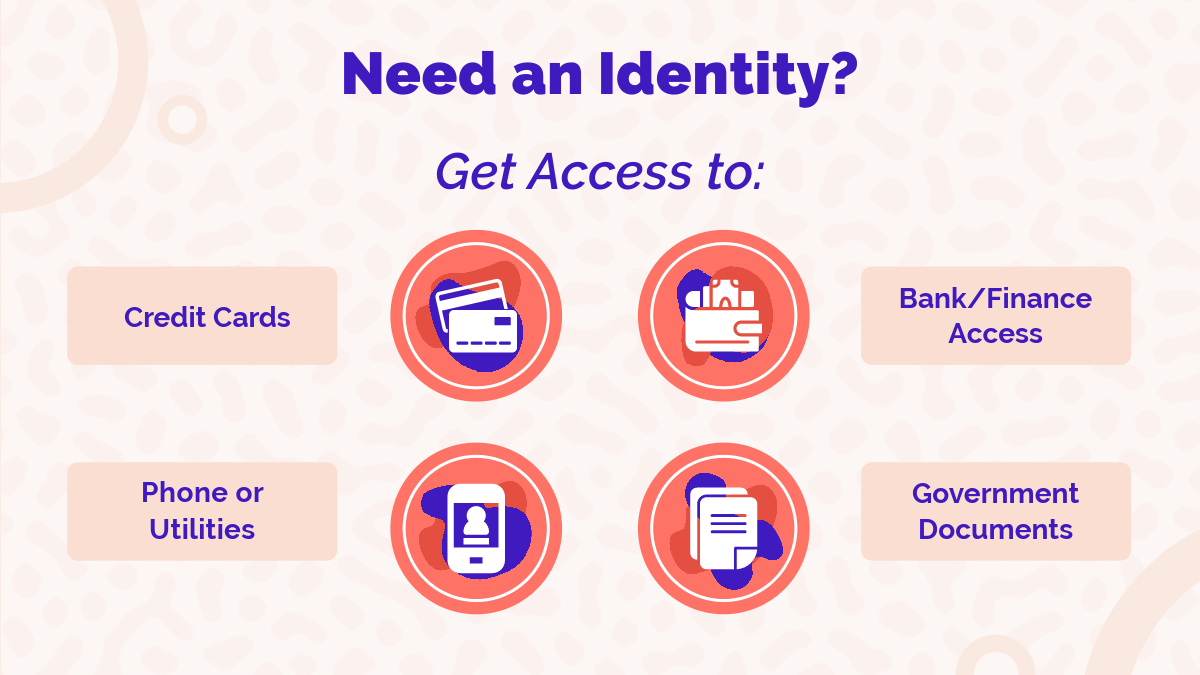 Need an Identity?
Get Access to:
Credit Cards
Bank/Finance
Access
Phone or
Utilities
Government
Documents